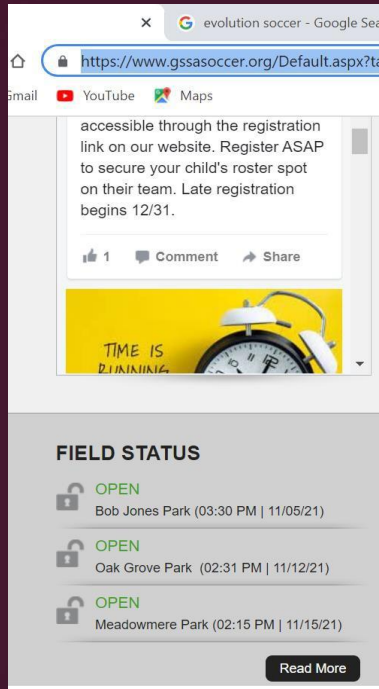 evolution soccer - Google Sea
https://www.gssasoccer.org/Default.aspx?ta
Gmail YouTube Maps
accessible through the registration
link on our website. Register ASAP
to secure your child's roster spot
on their team. Late registration
begins 12/31.
1 Comment Share
TIME IS
RUNNING
11
FIELD STATUS
OPEN
Bob Jones Park (03:30 PM | 11/05/21)
OPEN
Oak Grove Park (02:31 PM | 11/12/21)
OPEN
Meadowmere Park (02:15 PM | 11/15/21)
Read More